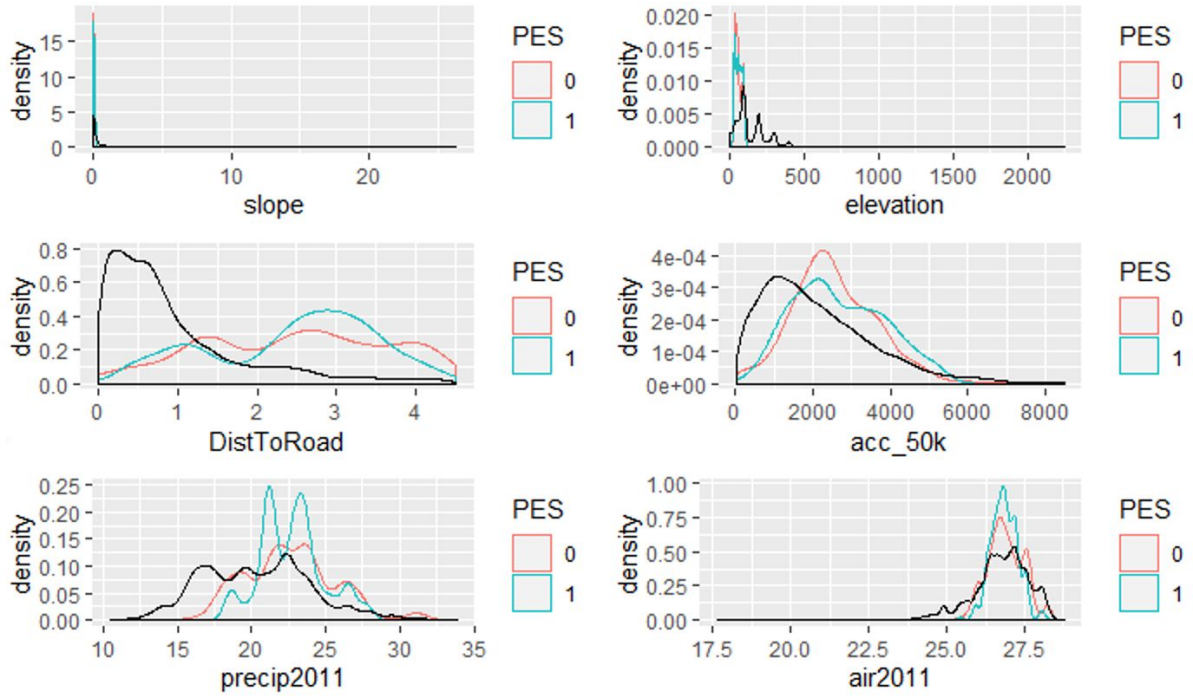 density
15
10
5
0
0 10 20
slope
PES
0
1
density
0.020
0.015
0.010
0.005
0.000
0 500 1000 1500 2000
elevation
PES
0
1
density
0.8
0.6
0.4
0.2
0.0
0 1 2 3 4
DistToRoad
PES
0
1
density
4e-04
3e-04
2e-04
1e-04
0e+00
0 2000 4000 6000 8000
acc_50k
PES
0
1
density
0.25
0.20
0.15
0.10
0.05
0.00
10 15 20 25 30 35
precip2011
PES
0
1
density
1.00
0.75
0.50
0.25
0.00
17.5 20.0 22.5 25.0 27.5
air2011
PES
0
1